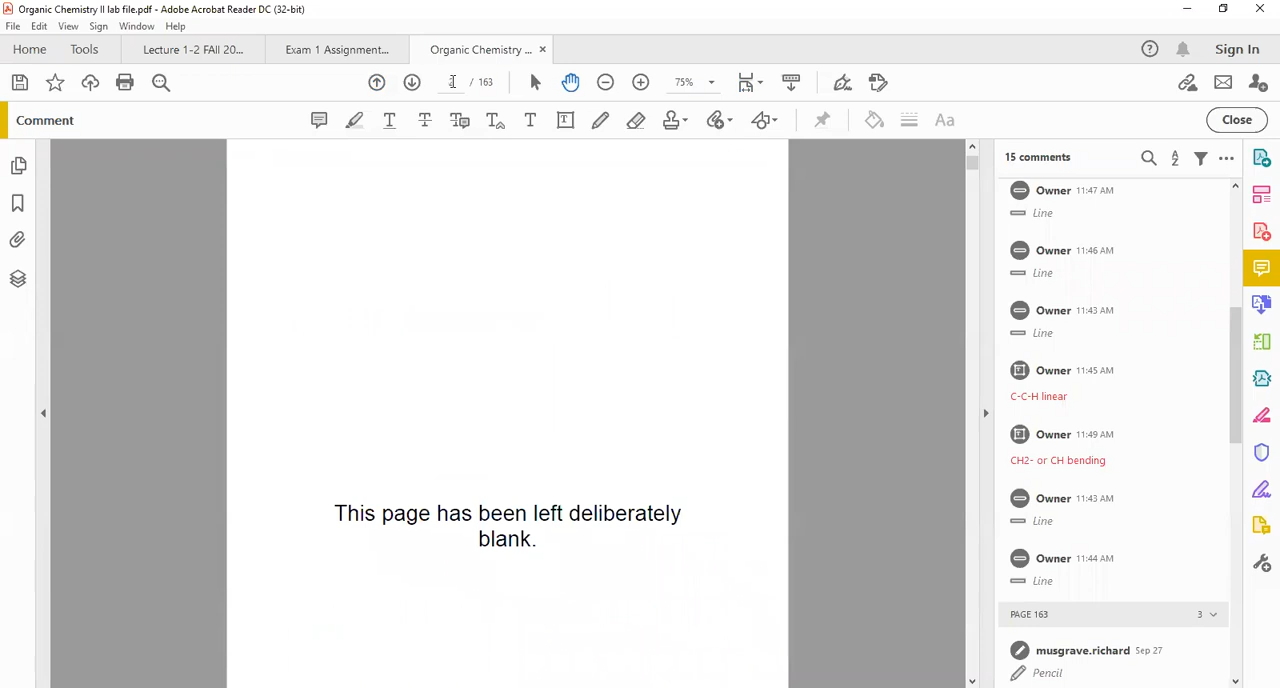 Organic Chemistry II lab file.pdf - Adobe Acrobat Reader DC (32-bit)
File Edit View Sign Window Help
Home Tools Lecture 1-2 FAll 20... Exam 1 Assignment... Organic Chemistry ... Sign In
/ 163 75%
Comment Aa Close
15 comments
Owner 11:47 AM
Line
Owner 11:46 AM
Line
Owner 11:43 AM
Line
Owner 11:45 AM
C-C-H linear
Owner 11:49 AM
CH2- or CH bending
Owner 11:43 AM
Line
Owner 11:44 AM
Line
PAGE 163 3
musgrave.richard Sep 27
Pencil
This page has been left deliberately
blank.